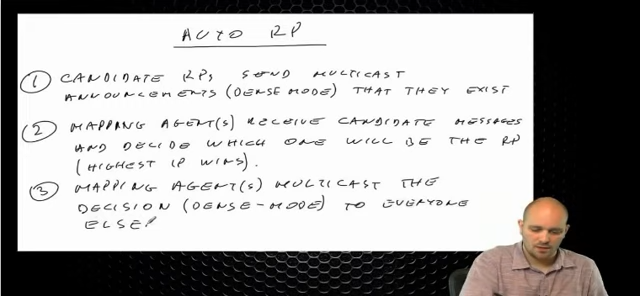 AUTO RP
① CANDIDATE RPs SEND MULTICAST
ANNOUNCEMENTS (DENSE MODE) THAT THEY EXIST
② MAPPING AGENT(S) RECEIVE CANDIDATE MESSAGES
AND DECIDE WHICH ONE WILL BE THE RP
(HIGHEST IP WINS).
③ MAPPING AGENT(S) MULTICAST THE
DECISION (DENSE-MODE) TO EVERYONE
ELSE